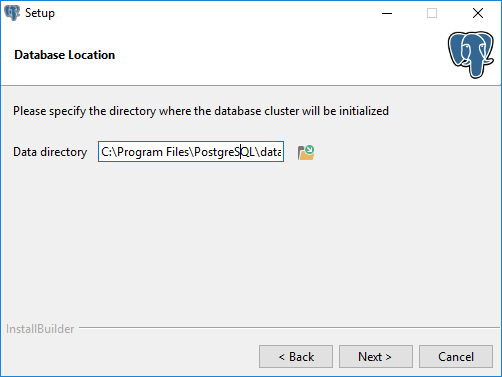 Setup
Database Location
Please specify the directory where the database cluster will be initialized
Data directory C:\Program Files\PostgreSQL\data
InstallBuilder
< Back Next > Cancel